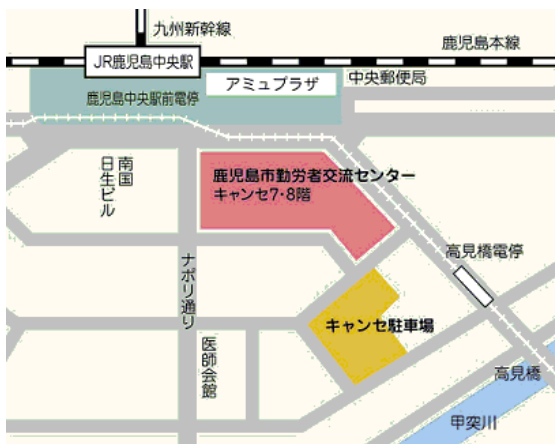 九州新幹線
鹿児島本線
JR鹿児島中央駅
アミュプラザ
中央郵便局
鹿児島中央駅前電停
鹿児島市勤労者交流センター
キャンセ7・8階
南国
日生ビル
高見橋電停
ナポリ通り
キャンセ駐車場
医師会館
高見橋
甲突川